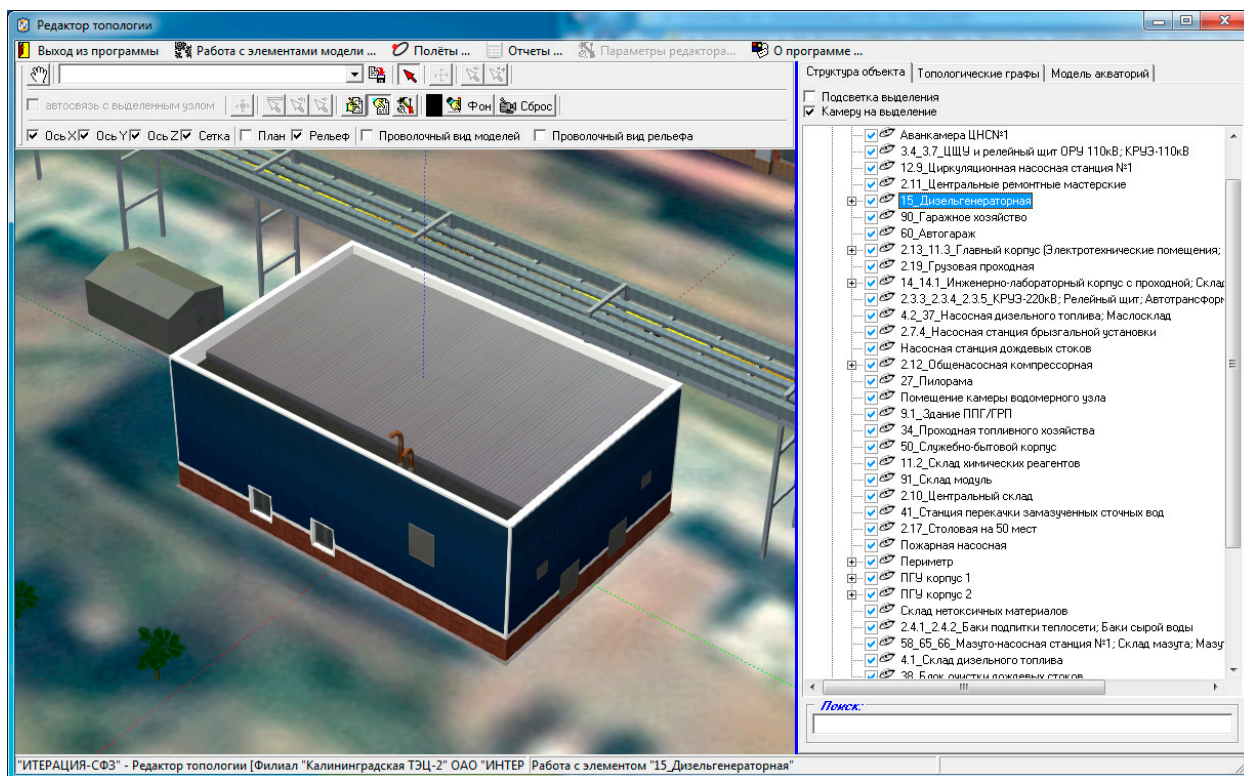 Редактор топологии
Выход из программы Работа с элементами модели ... Полёты ... Отчеты ... Параметры редактора... О программе ...
автосвязь с выделенным узлом Фон Сброс
Ось X Ось Y Ось Z Сетка План Рельеф Проволочный вид моделей Проволочный вид рельефа
Структура объекта Топологические графы Модель акваторий
Подсветка выделения
Камеру на выделение
Аванкамера ЦНС№1
3.4_3.7_ЦЩУ и релейный щит ОРУ 110кВ; КРУЭ-110кВ
12.9_Циркуляционная насосная станция №1
2.11_Центральные ремонтные мастерские
15_Дизельгенераторная
90_Гаражное хозяйство
60_Автогараж
2.13_11.3_Главный корпус (Электротехнические помещения;
2.19_Грузовая проходная
14_14.1_Инженерно-лабораторный корпус с проходной; Склад
2.3.3_2.3.4_2.3.5_КРУЭ-220кВ; Релейный щит; Автотрансформ
4.2_37_Насосная дизельного топлива; Маслосклад
2.7.4_Насосная станция брызгальной установки
Насосная станция дождевых стоков
2.12_Общенасосная компрессорная
27_Пилорама
Помещение камеры водомерного узла
9.1_Здание ППГ/ГРП
34_Проходная топливного хозяйства
50_Служебно-бытовой корпус
11.2_Склад химических реагентов
91_Склад модуль
2.10_Центральный склад
41_Станция перекачки замазученных сточных вод
2.17_Столовая на 50 мест
Пожарная насосная
Периметр
ПГУ корпус 1
ПГУ корпус 2
Склад нетоксичных материалов
2.4.1_2.4.2_Баки подпитки теплосети; Баки сырой воды
58_65_66_Мазуто-насосная станция №1; Склад мазута; Мазут
4.1_Склад дизельного топлива
38_Блок очистки дождевых стоков
Поиск:
"ИТЕРАЦИЯ-СФЗ" - Редактор топологии [Филиал "Калининградская ТЭЦ-2" ОАО "ИНТЕР Работа с элементом "15_Дизельгенераторная"